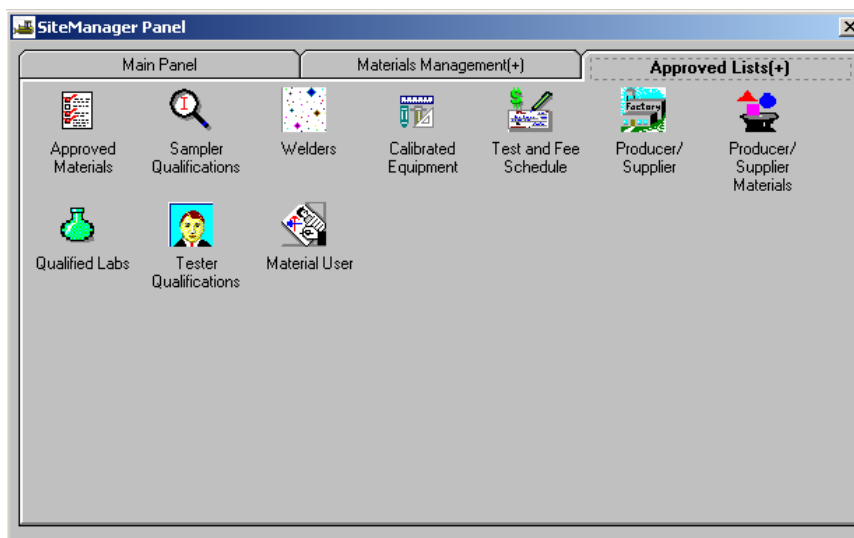 SiteManager Panel
Main Panel
Materials Management(+)
Approved Lists(+)
Approved
Materials
Sampler
Qualifications
Welders
Calibrated
Equipment
Test and Fee
Schedule
Factory
Producer/
Supplier
Producer/
Supplier
Materials
Qualified Labs
Tester
Qualifications
Material User